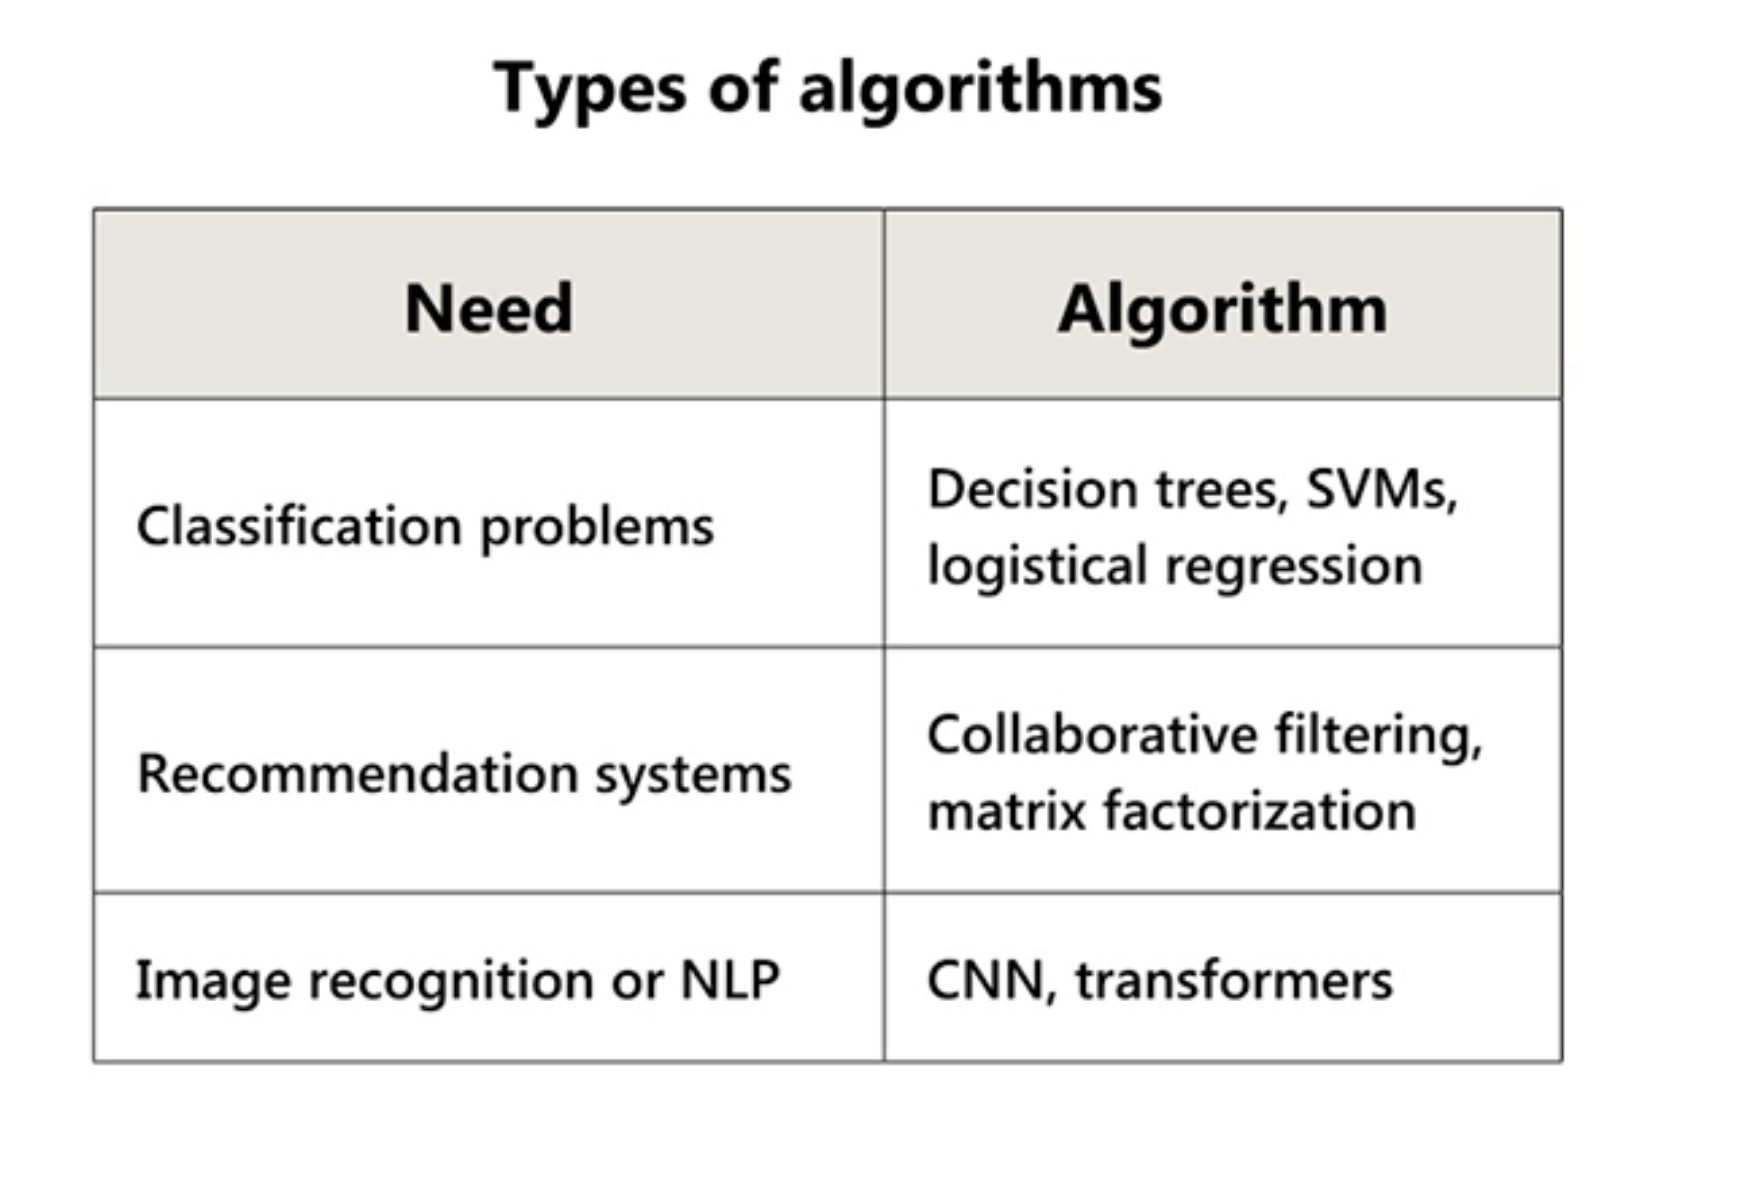 Types of algorithms
Need
Algorithm
Classification problems
Decision trees, SVMs,
logistical regression
Recommendation systems
Collaborative filtering,
matrix factorization
Image recognition or NLP
CNN, transformers